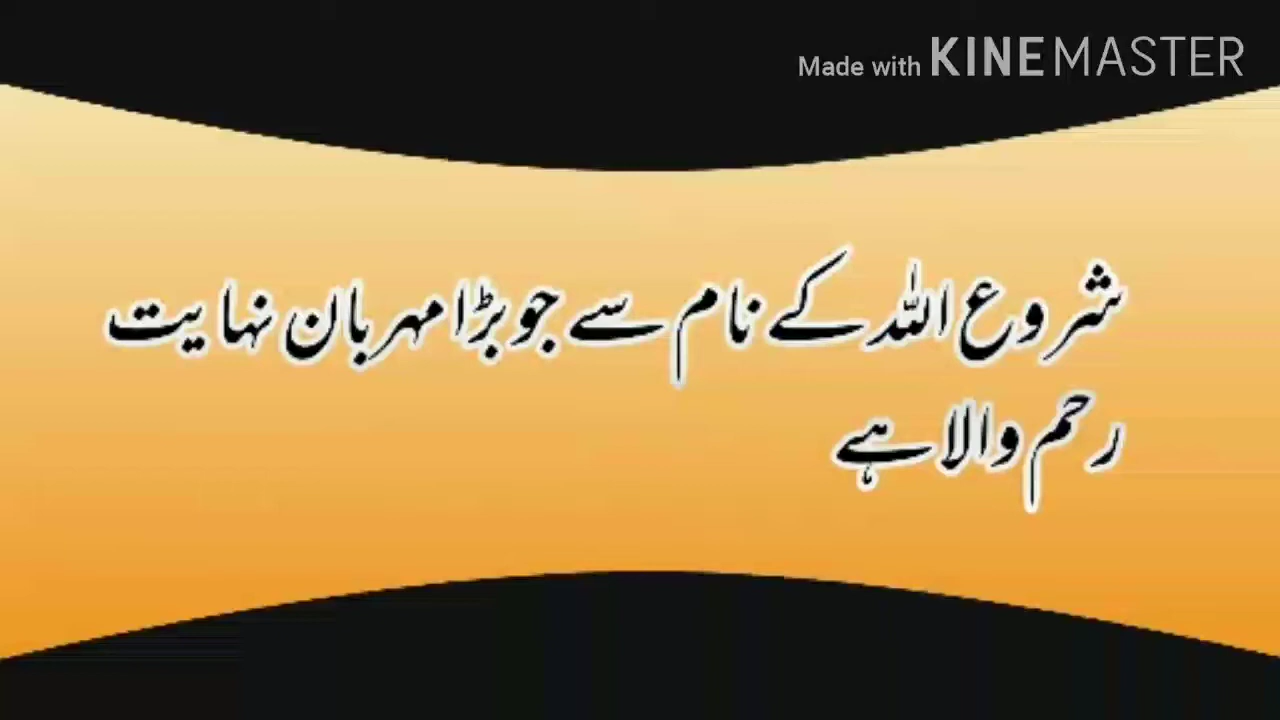 Made with KINEMASTER
شروع اللہ کے نام سے جو بڑا مہربان نہایت
رحم والا ہے